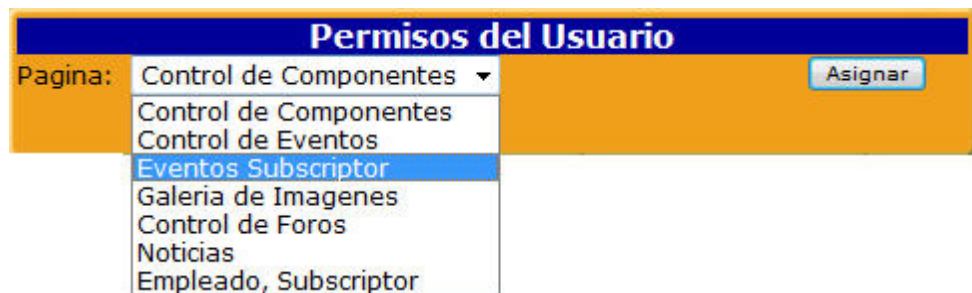 Permisos del Usuario
Pagina: Control de Componentes Asignar
Control de Componentes
Control de Eventos
Eventos Subscriptor
Galeria de Imagenes
Control de Foros
Noticias
Empleado, Subscriptor